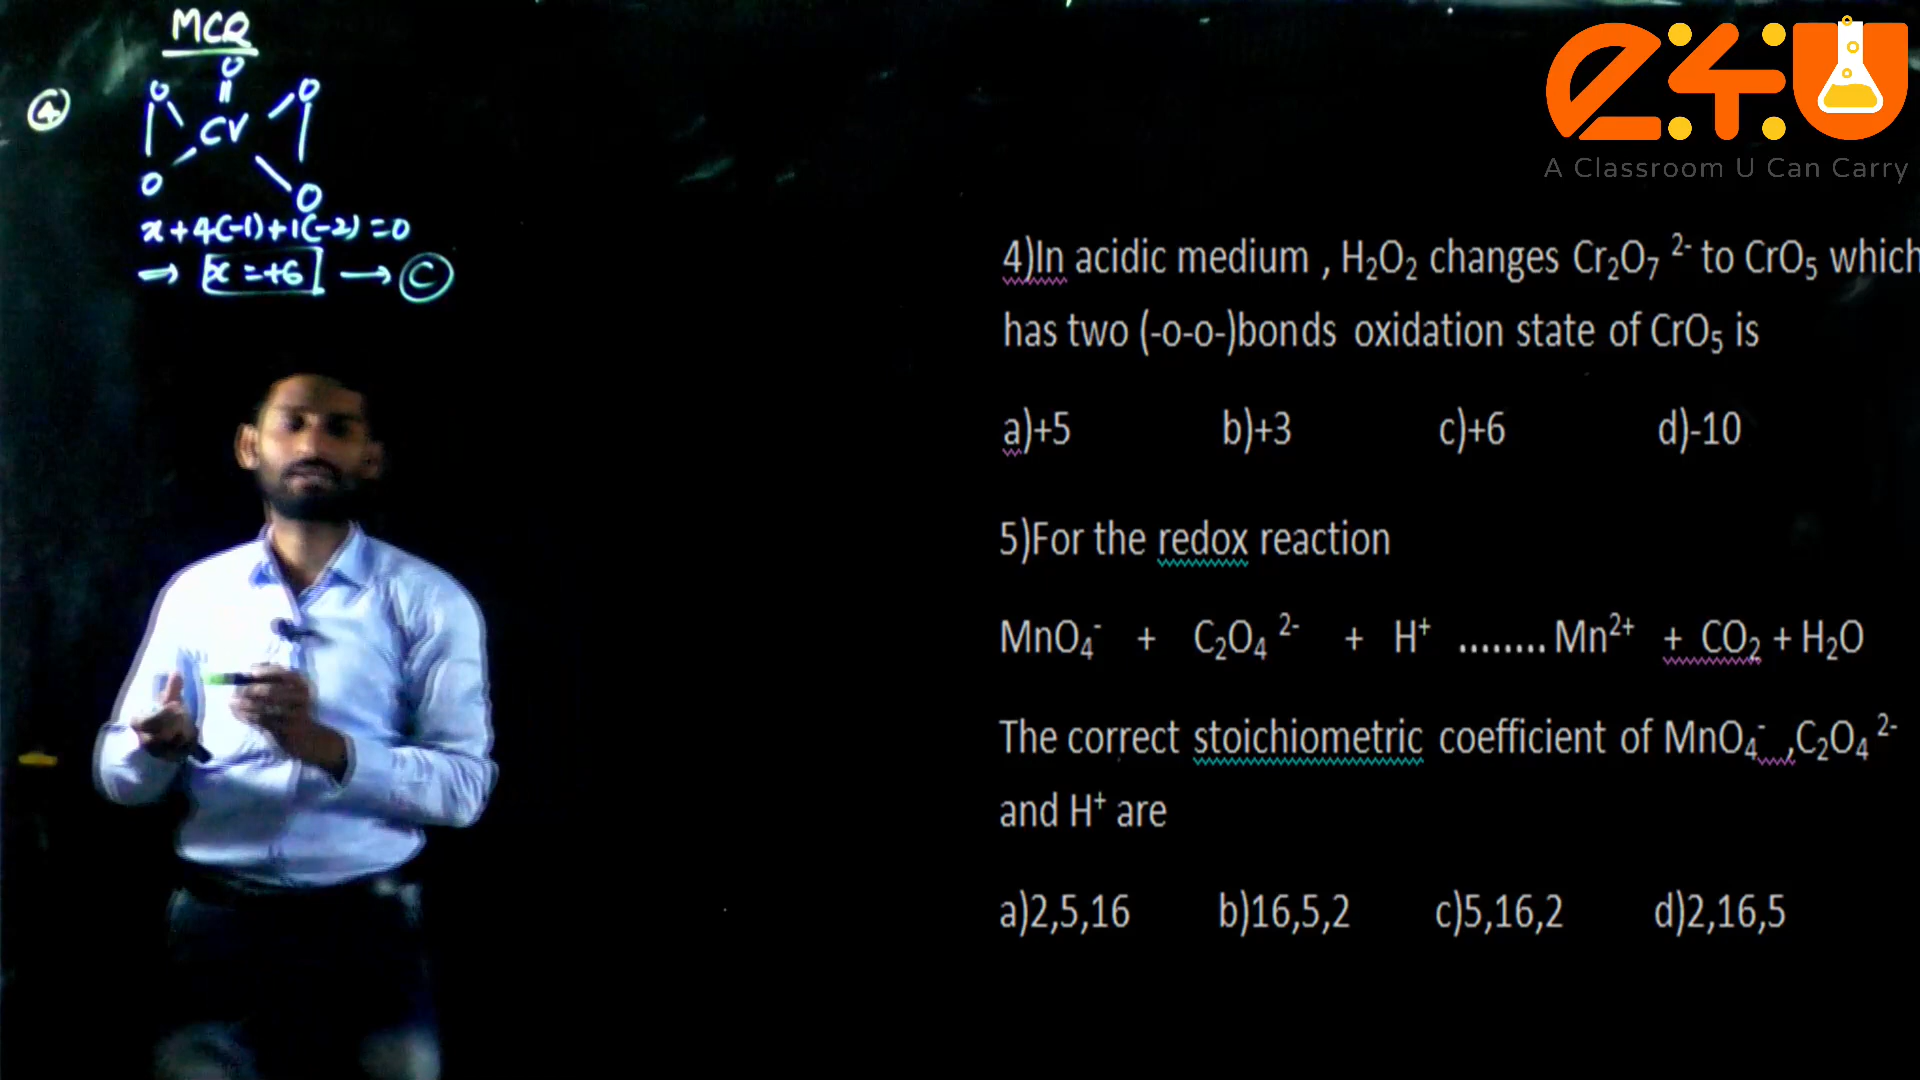 MCQ
O
O O
4 Cr
O O
x+4(-1)+1(-2)=0
⇒ x=+6 → C
e4U
A Classroom U Can Carry
4)In acidic medium , H₂O₂ changes Cr₂O₇ ²⁻ to CrO₅ which
has two (-o-o-)bonds oxidation state of CrO₅ is
a)+5 b)+3 c)+6 d)-10
5)For the redox reaction
MnO₄⁻ + C₂O₄ ²⁻ + H⁺ ........ Mn²⁺ + CO₂ + H₂O
The correct stoichiometric coefficient of MnO₄⁻ ,C₂O₄ ²⁻
and H⁺ are
a)2,5,16 b)16,5,2 c)5,16,2 d)2,16,5